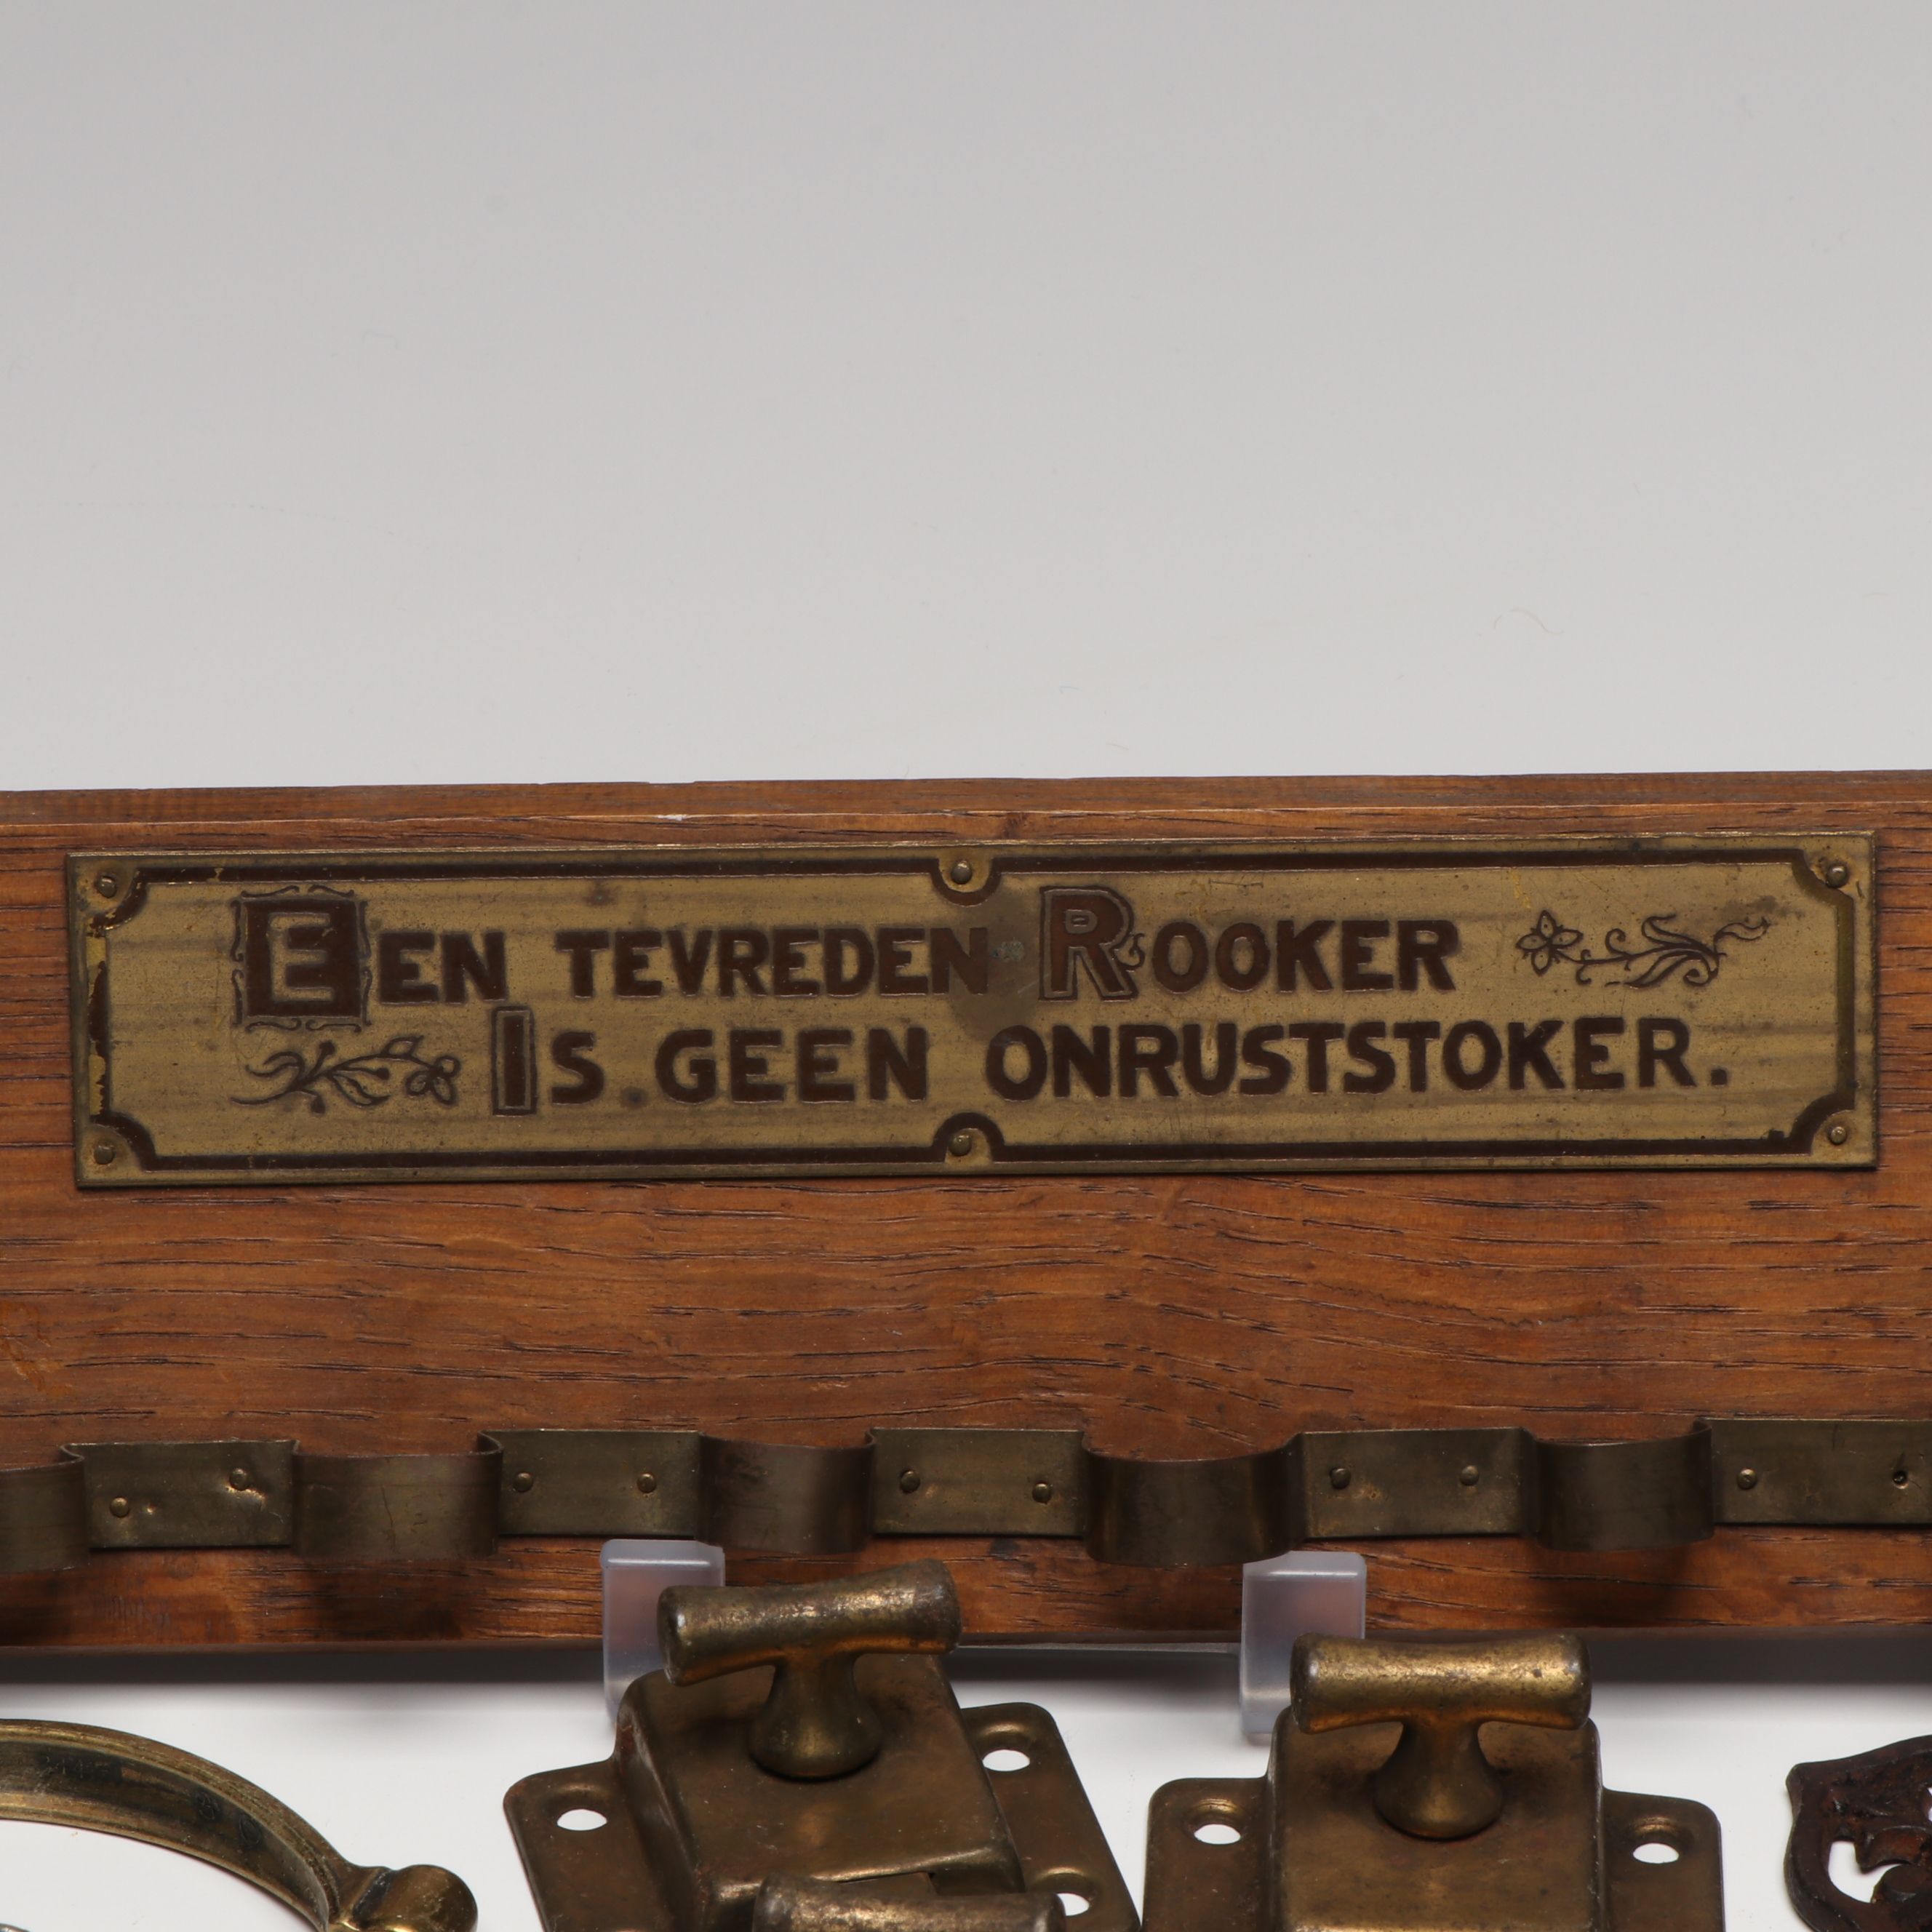 EEN TEVREDEN ROOKER
IS GEEN ONRUSTSTOKER.